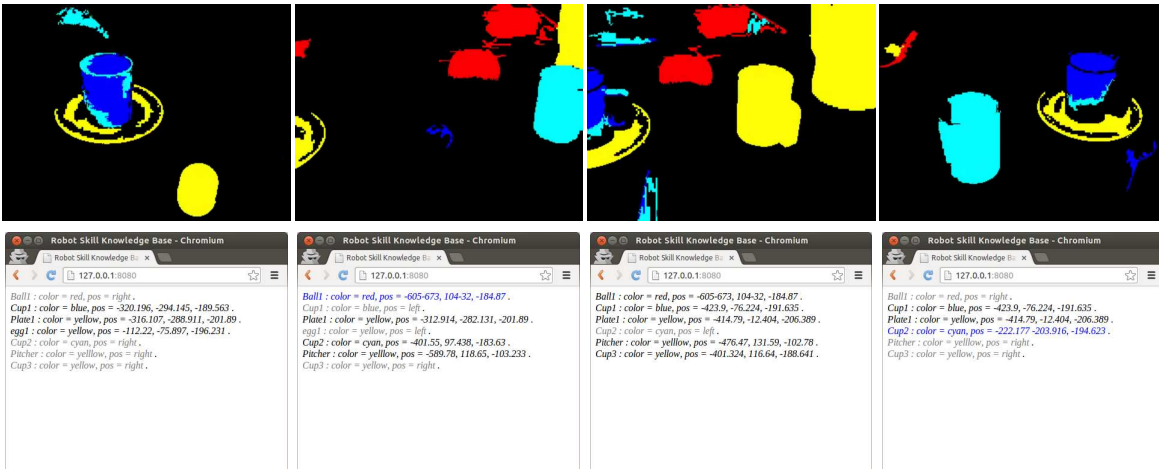 Robot Skill Knowledge Base - Chromium
Robot Skill Knowledge Ba
127.0.0.1:8080
Ball1 : color = red, pos = right .
Cup1 : color = blue, pos = -320.196, -294.145, -189.563 .
Plate1 : color = yellow, pos = -316.107, -288.911, -201.89 .
egg1 : color = yellow, pos = -112.22, -75.897, -196.231 .
Cup2 : color = cyan, pos = right .
Pitcher : color = yelllow, pos = right .
Cup3 : color = yellow, pos = right .
Robot Skill Knowledge Base - Chromium
Robot Skill Knowledge Ba
127.0.0.1:8080
Ball1 : color = red, pos = -605-673, 104-32, -184.87 .
Cup1 : color = blue, pos = left .
Plate1 : color = yellow, pos = -312.914, -282.131, -201.89 .
egg1 : color = yellow, pos = left .
Cup2 : color = cyan, pos = -401.55, 97.438, -183.63 .
Pitcher : color = yelllow, pos = -589.78, 118.65, -103.233 .
Cup3 : color = yellow, pos = right .
Robot Skill Knowledge Base - Chromium
Robot Skill Knowledge Ba
127.0.0.1:8080
Ball1 : color = red, pos = -605-673, 104-32, -184.87 .
Cup1 : color = blue, pos = -423.9, -76.224, -191.635 .
Plate1 : color = yellow, pos = -414.79, -12.404, -206.389 .
Cup2 : color = cyan, pos = left .
Pitcher : color = yelllow, pos = -476.47, 131.59, -102.78 .
Cup3 : color = yellow, pos = -401.324, 116.64, -188.641 .
Robot Skill Knowledge Base - Chromium
Robot Skill Knowledge Ba
127.0.0.1:8080
Ball1 : color = red, pos = right .
Cup1 : color = blue, pos = -423.9, -76.224, -191.635 .
Plate1 : color = yellow, pos = -414.79, -12.404, -206.389 .
Cup2 : color = cyan, pos = -222.177 -203.916, -194.623 .
Pitcher : color = yelllow, pos = right .
Cup3 : color = yellow, pos = right .